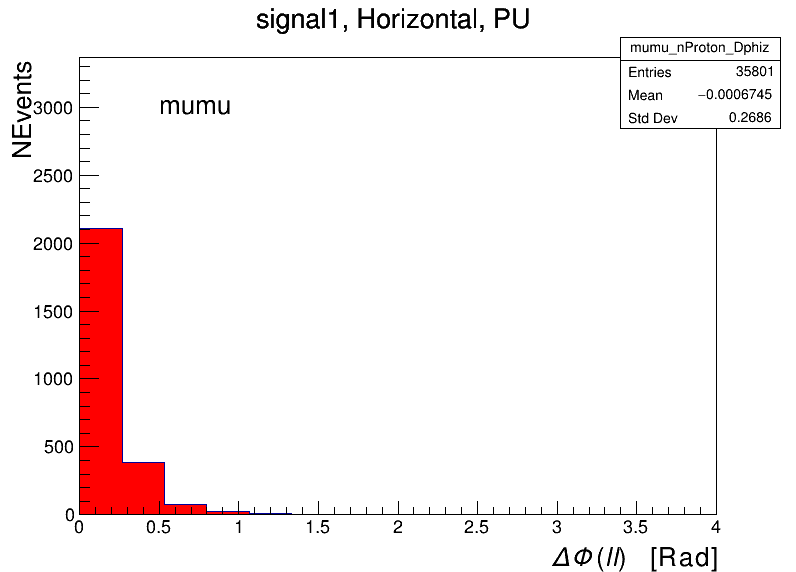 signal1, Horizontal, PU
mumu_nProton_Dphiz
Entries 35801
Mean −0.0006745
Std Dev 0.2686
NEvents
mumu
3000
2500
2000
1500
1000
500
0
0 0.5 1 1.5 2 2.5 3 3.5 4
ΔΦ(ll) [Rad]